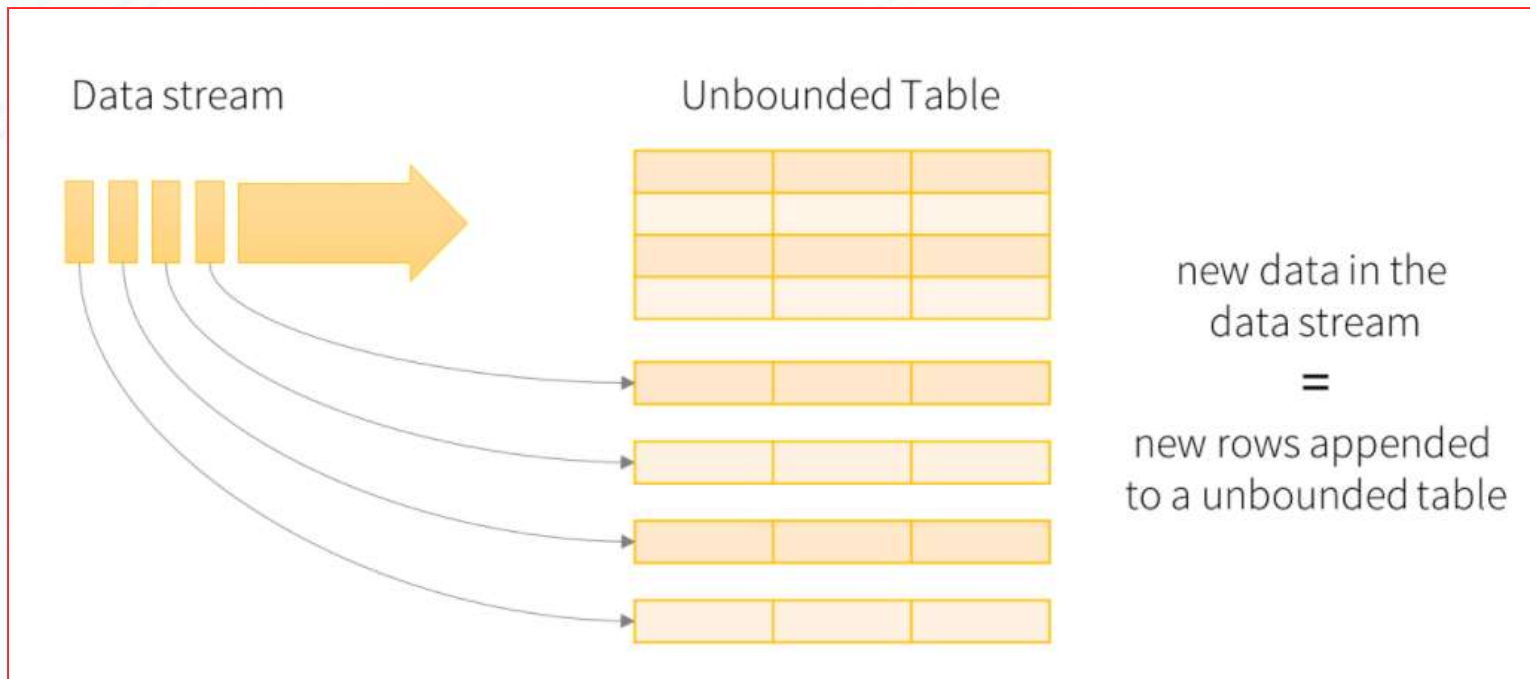 Data stream
Unbounded Table
new data in the
data stream
=
new rows appended
to a unbounded table